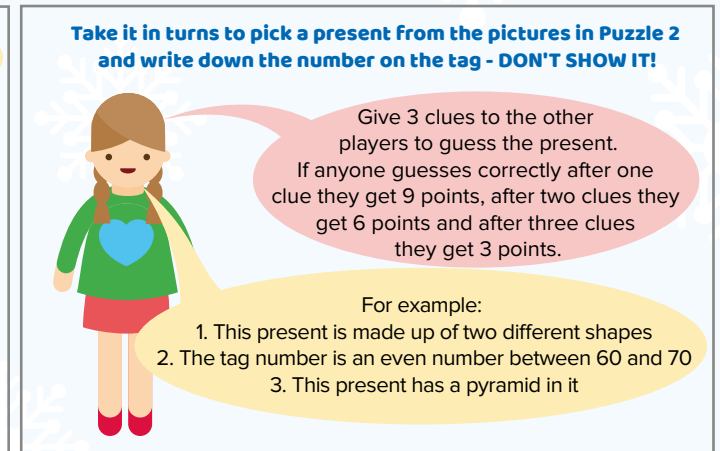 Take it in turns to pick a present from the pictures in Puzzle 2
and write down the number on the tag - DON'T SHOW IT!
Give 3 clues to the other
players to guess the present.
If anyone guesses correctly after one
clue they get 9 points, after two clues they
get 6 points and after three clues
they get 3 points.
For example:
1. This present is made up of two different shapes
2. The tag number is an even number between 60 and 70
3. This present has a pyramid in it